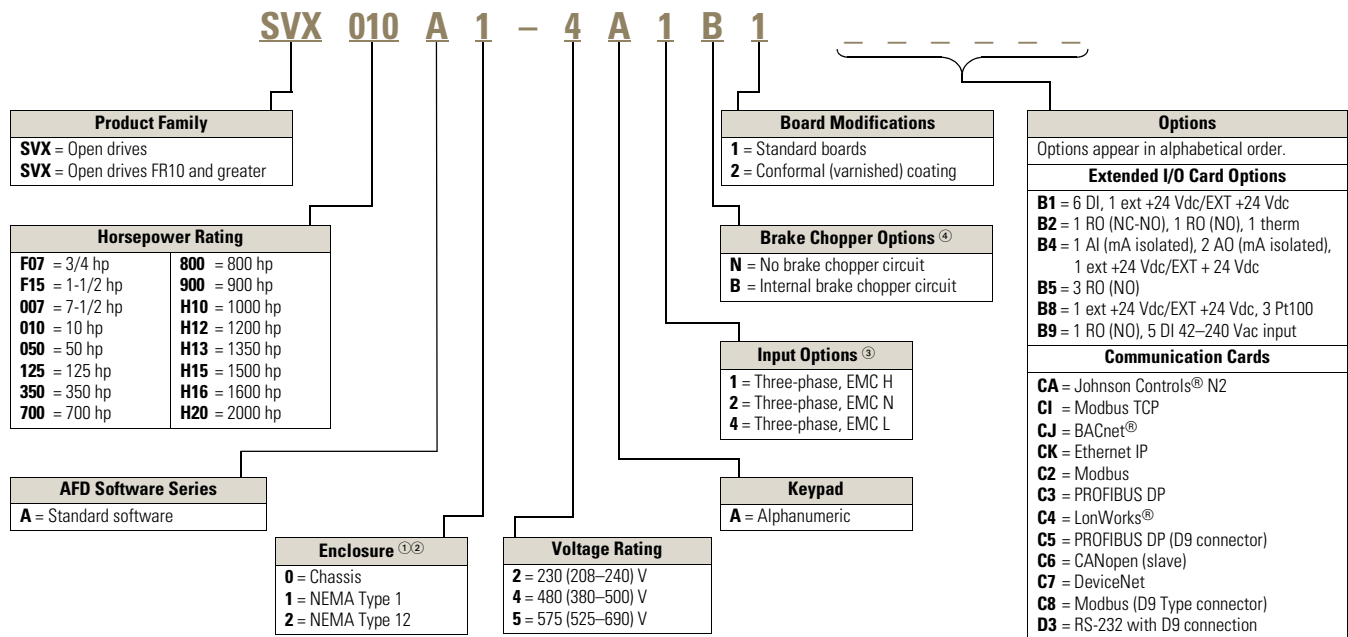 SVX 010 A 1 – 4 A 1 B 1 _ _ _ _ _ _
Product Family
SVX = Open drives
SVX = Open drives FR10 and greater
Horsepower Rating
F07 = 3/4 hp
F15 = 1-1/2 hp
007 = 7-1/2 hp
010 = 10 hp
050 = 50 hp
125 = 125 hp
350 = 350 hp
700 = 700 hp
800 = 800 hp
900 = 900 hp
H10 = 1000 hp
H12 = 1200 hp
H13 = 1350 hp
H15 = 1500 hp
H16 = 1600 hp
H20 = 2000 hp
AFD Software Series
A = Standard software
Enclosure ①②
0 = Chassis
1 = NEMA Type 1
2 = NEMA Type 12
Voltage Rating
2 = 230 (208–240) V
4 = 480 (380–500) V
5 = 575 (525–690) V
Board Modifications
1 = Standard boards
2 = Conformal (varnished) coating
Brake Chopper Options ④
N = No brake chopper circuit
B = Internal brake chopper circuit
Input Options ③
1 = Three-phase, EMC H
2 = Three-phase, EMC N
4 = Three-phase, EMC L
Keypad
A = Alphanumeric
Options
Options appear in alphabetical order.
Extended I/O Card Options
B1 = 6 DI, 1 ext +24 Vdc/EXT +24 Vdc
B2 = 1 RO (NC-NO), 1 RO (NO), 1 therm
B4 = 1 AI (mA isolated), 2 AO (mA isolated),
1 ext +24 Vdc/EXT + 24 Vdc
B5 = 3 RO (NO)
B8 = 1 ext +24 Vdc/EXT +24 Vdc, 3 Pt100
B9 = 1 RO (NO), 5 DI 42–240 Vac input
Communication Cards
CA = Johnson Controls® N2
CI = Modbus TCP
CJ = BACnet®
CK = Ethernet IP
C2 = Modbus
C3 = PROFIBUS DP
C4 = LonWorks®
C5 = PROFIBUS DP (D9 connector)
C6 = CANopen (slave)
C7 = DeviceNet
C8 = Modbus (D9 Type connector)
D3 = RS-232 with D9 connection